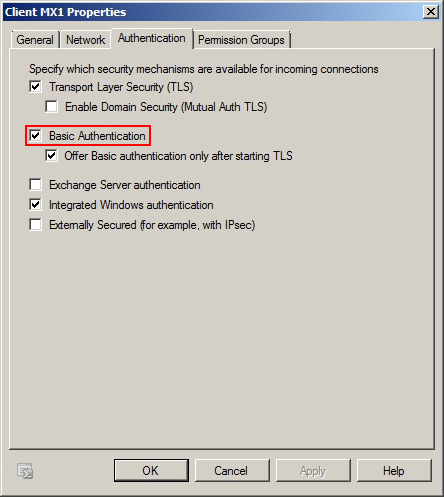 Client MX1 Properties
General Network Authentication Permission Groups
Specify which security mechanisms are available for incoming connections
Transport Layer Security (TLS)
Enable Domain Security (Mutual Auth TLS)
Basic Authentication
Offer Basic authentication only after starting TLS
Exchange Server authentication
Integrated Windows authentication
Externally Secured (for example, with IPsec)
OK Cancel Apply Help